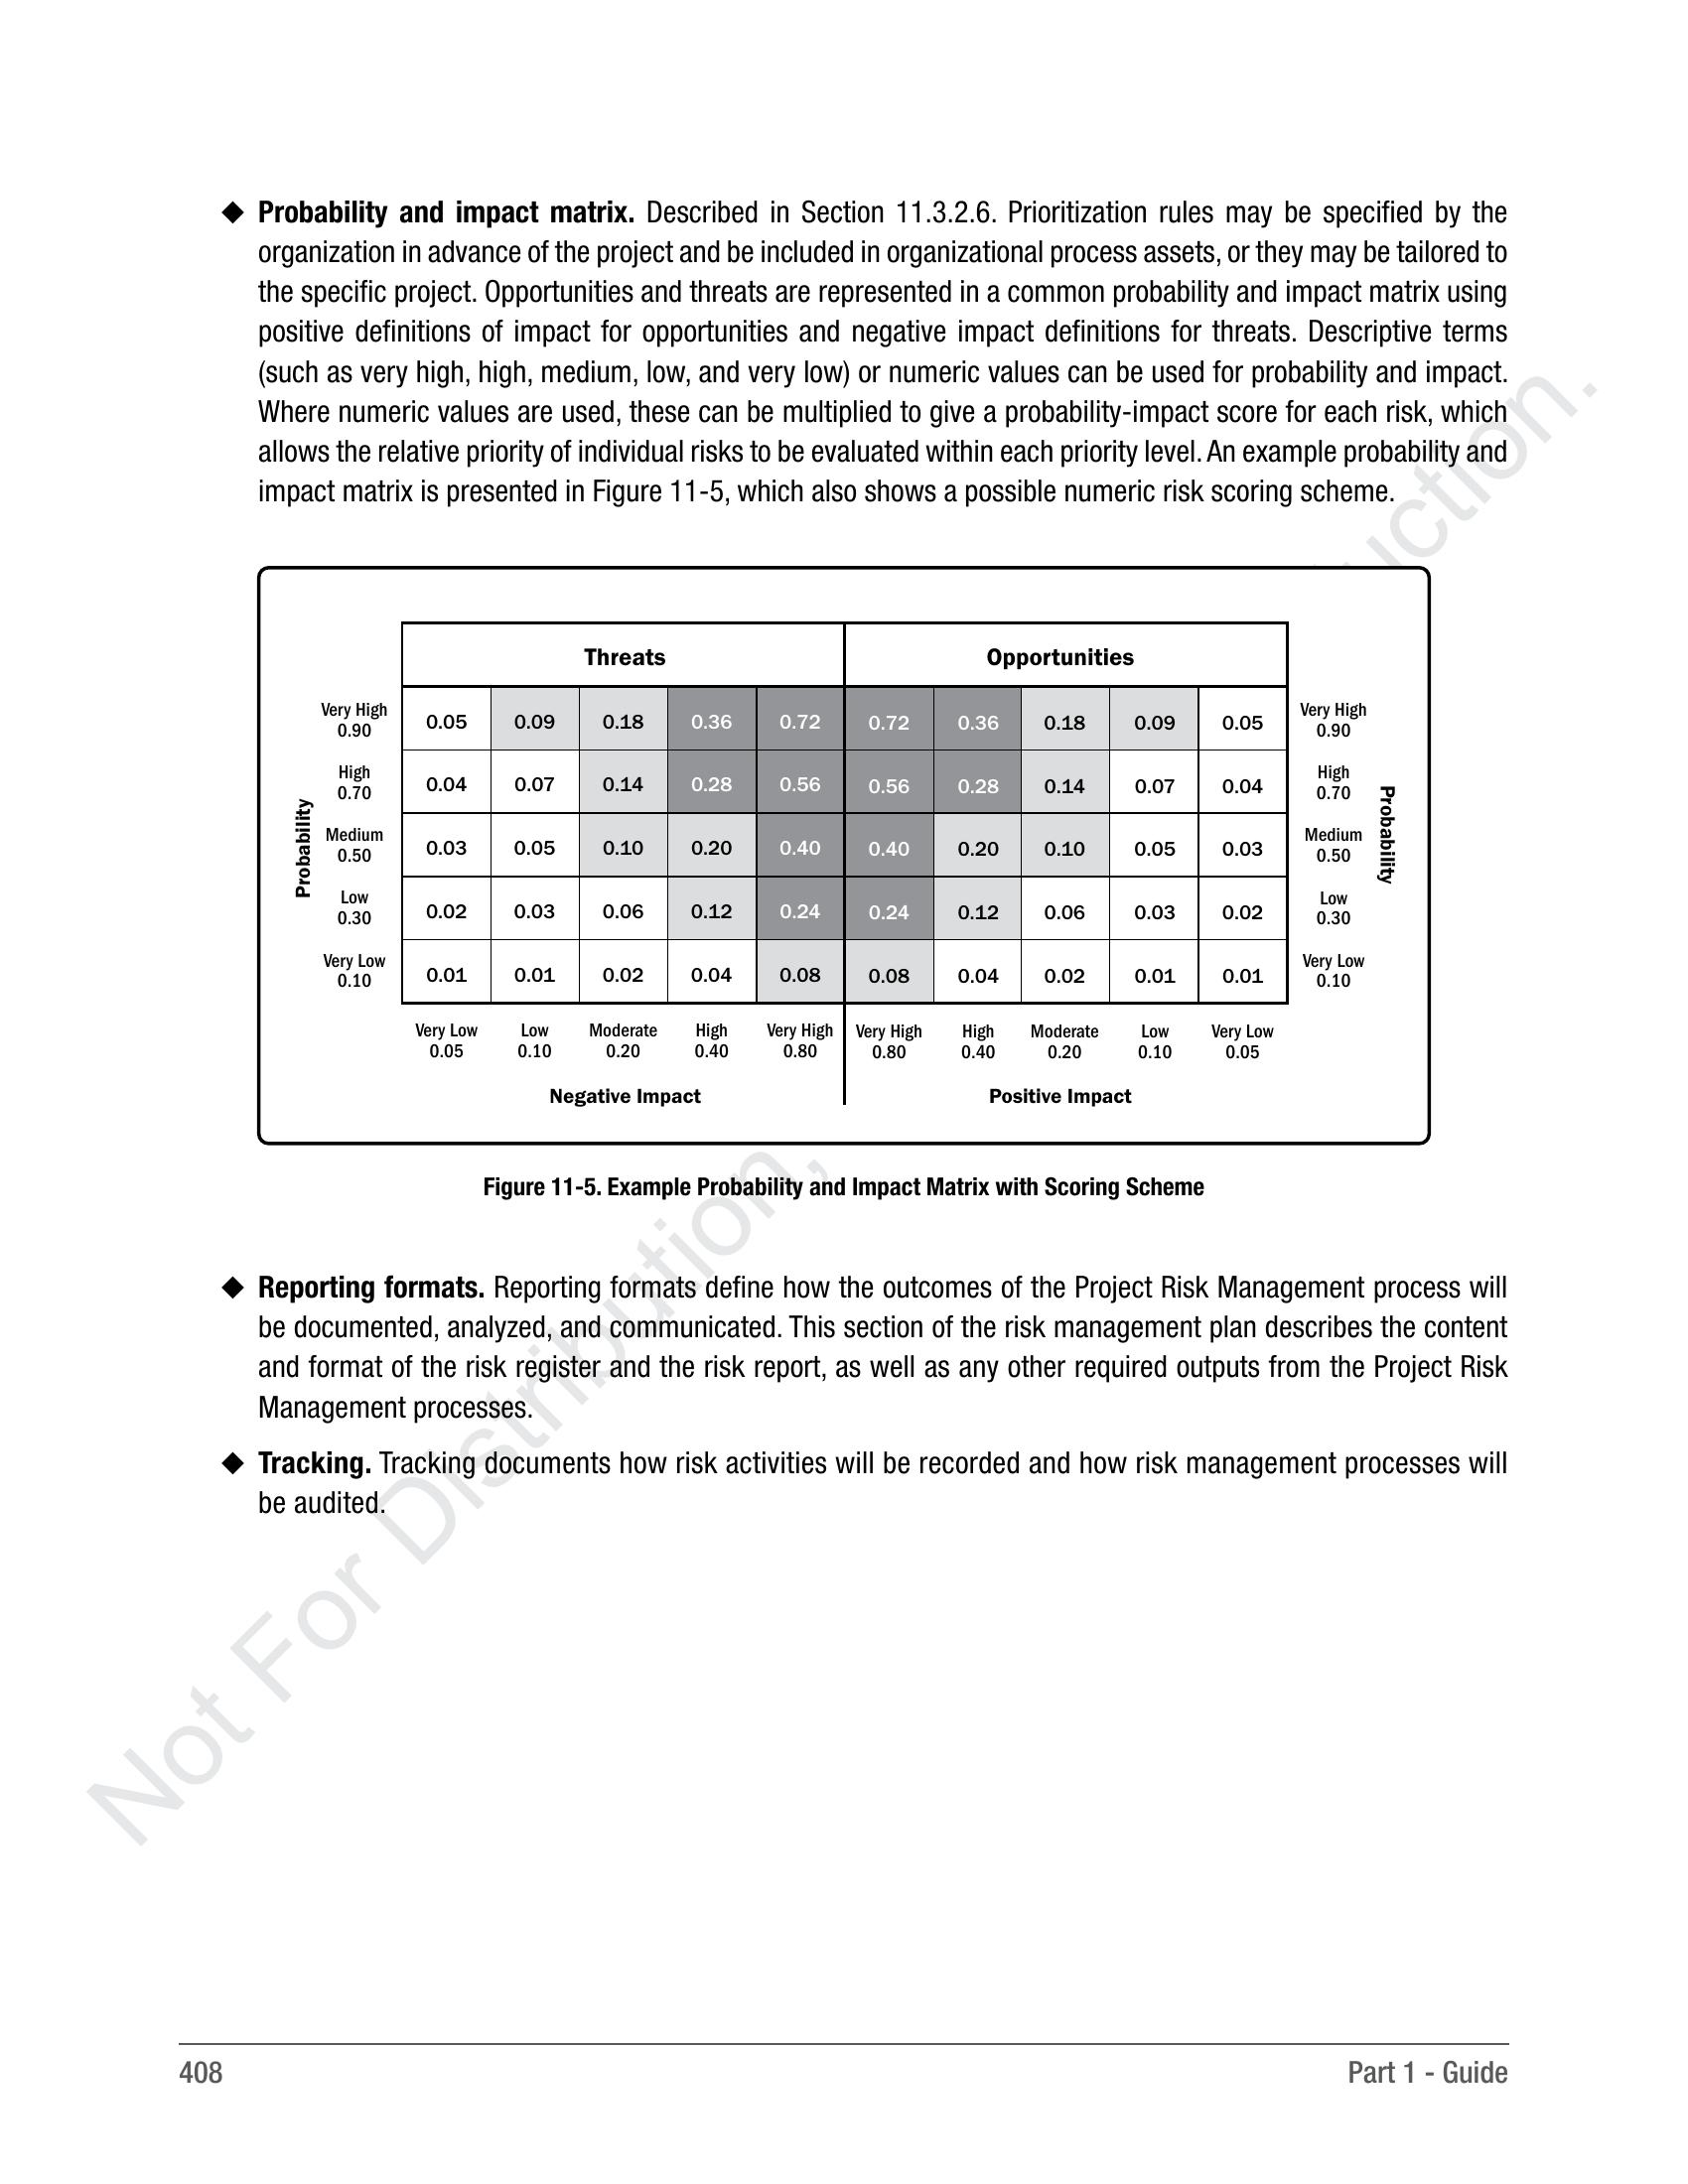 ◆ Probability and impact matrix. Described in Section 11.3.2.6. Prioritization rules may be specified by the
organization in advance of the project and be included in organizational process assets, or they may be tailored to
the specific project. Opportunities and threats are represented in a common probability and impact matrix using
positive definitions of impact for opportunities and negative impact definitions for threats. Descriptive terms
(such as very high, high, medium, low, and very low) or numeric values can be used for probability and impact.
Where numeric values are used, these can be multiplied to give a probability-impact score for each risk, which
allows the relative priority of individual risks to be evaluated within each priority level. An example probability and
impact matrix is presented in Figure 11-5, which also shows a possible numeric risk scoring scheme.
Threats Opportunities
Probability
Very High 0.90 0.05 0.09 0.18 0.36 0.72 0.72 0.36 0.18 0.09 0.05 Very High 0.90
High 0.70 0.04 0.07 0.14 0.28 0.56 0.56 0.28 0.14 0.07 0.04 High 0.70
Medium 0.50 0.03 0.05 0.10 0.20 0.40 0.40 0.20 0.10 0.05 0.03 Medium 0.50
Low 0.30 0.02 0.03 0.06 0.12 0.24 0.24 0.12 0.06 0.03 0.02 Low 0.30
Very Low 0.10 0.01 0.01 0.02 0.04 0.08 0.08 0.04 0.02 0.01 0.01 Very Low 0.10
Probability
Very Low Low Moderate High Very High Very High High Moderate Low Very Low
0.05 0.10 0.20 0.40 0.80 0.80 0.40 0.20 0.10 0.05
Negative Impact Positive Impact
Figure 11-5. Example Probability and Impact Matrix with Scoring Scheme
◆ Reporting formats. Reporting formats define how the outcomes of the Project Risk Management process will
be documented, analyzed, and communicated. This section of the risk management plan describes the content
and format of the risk register and the risk report, as well as any other required outputs from the Project Risk
Management processes.
◆ Tracking. Tracking documents how risk activities will be recorded and how risk management processes will
be audited.
Not For Distribution,
408 Part 1 - Guide